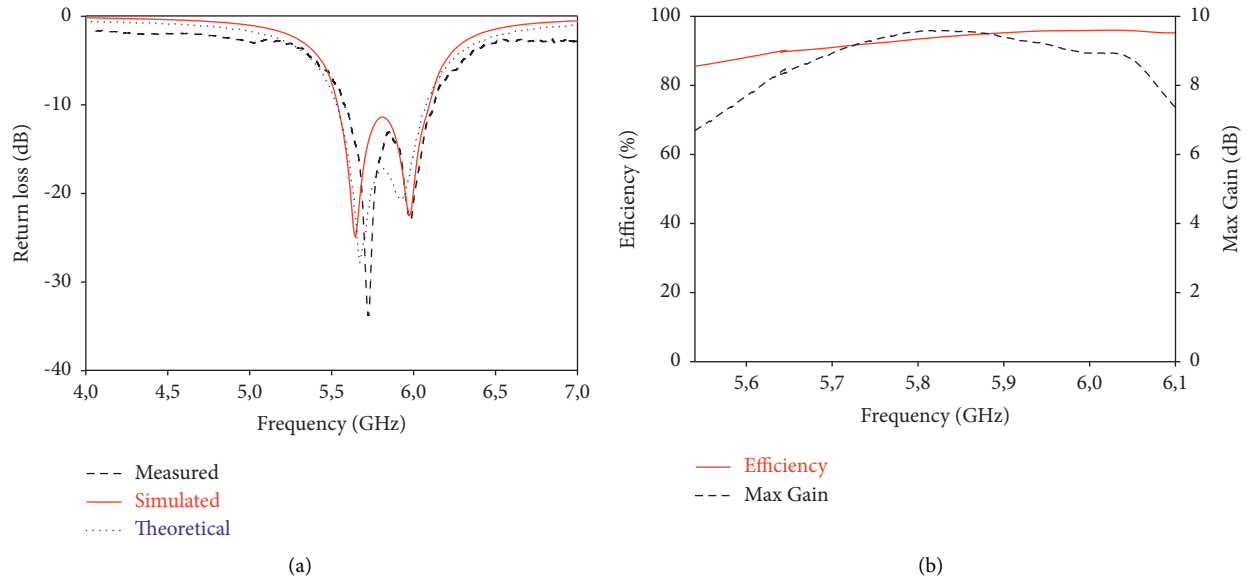 0
-10
-20
-30
-40
Return loss (dB)
4,0 4,5 5,0 5,5 6,0 6,5 7,0
Frequency (GHz)
Measured
Simulated
Theoretical
(a)
100
80
60
40
20
0
Efficiency (%)
10
8
6
4
2
0
Max Gain (dB)
5,6 5,7 5,8 5,9 6,0 6,1
Frequency (GHz)
Efficiency
Max Gain
(b)